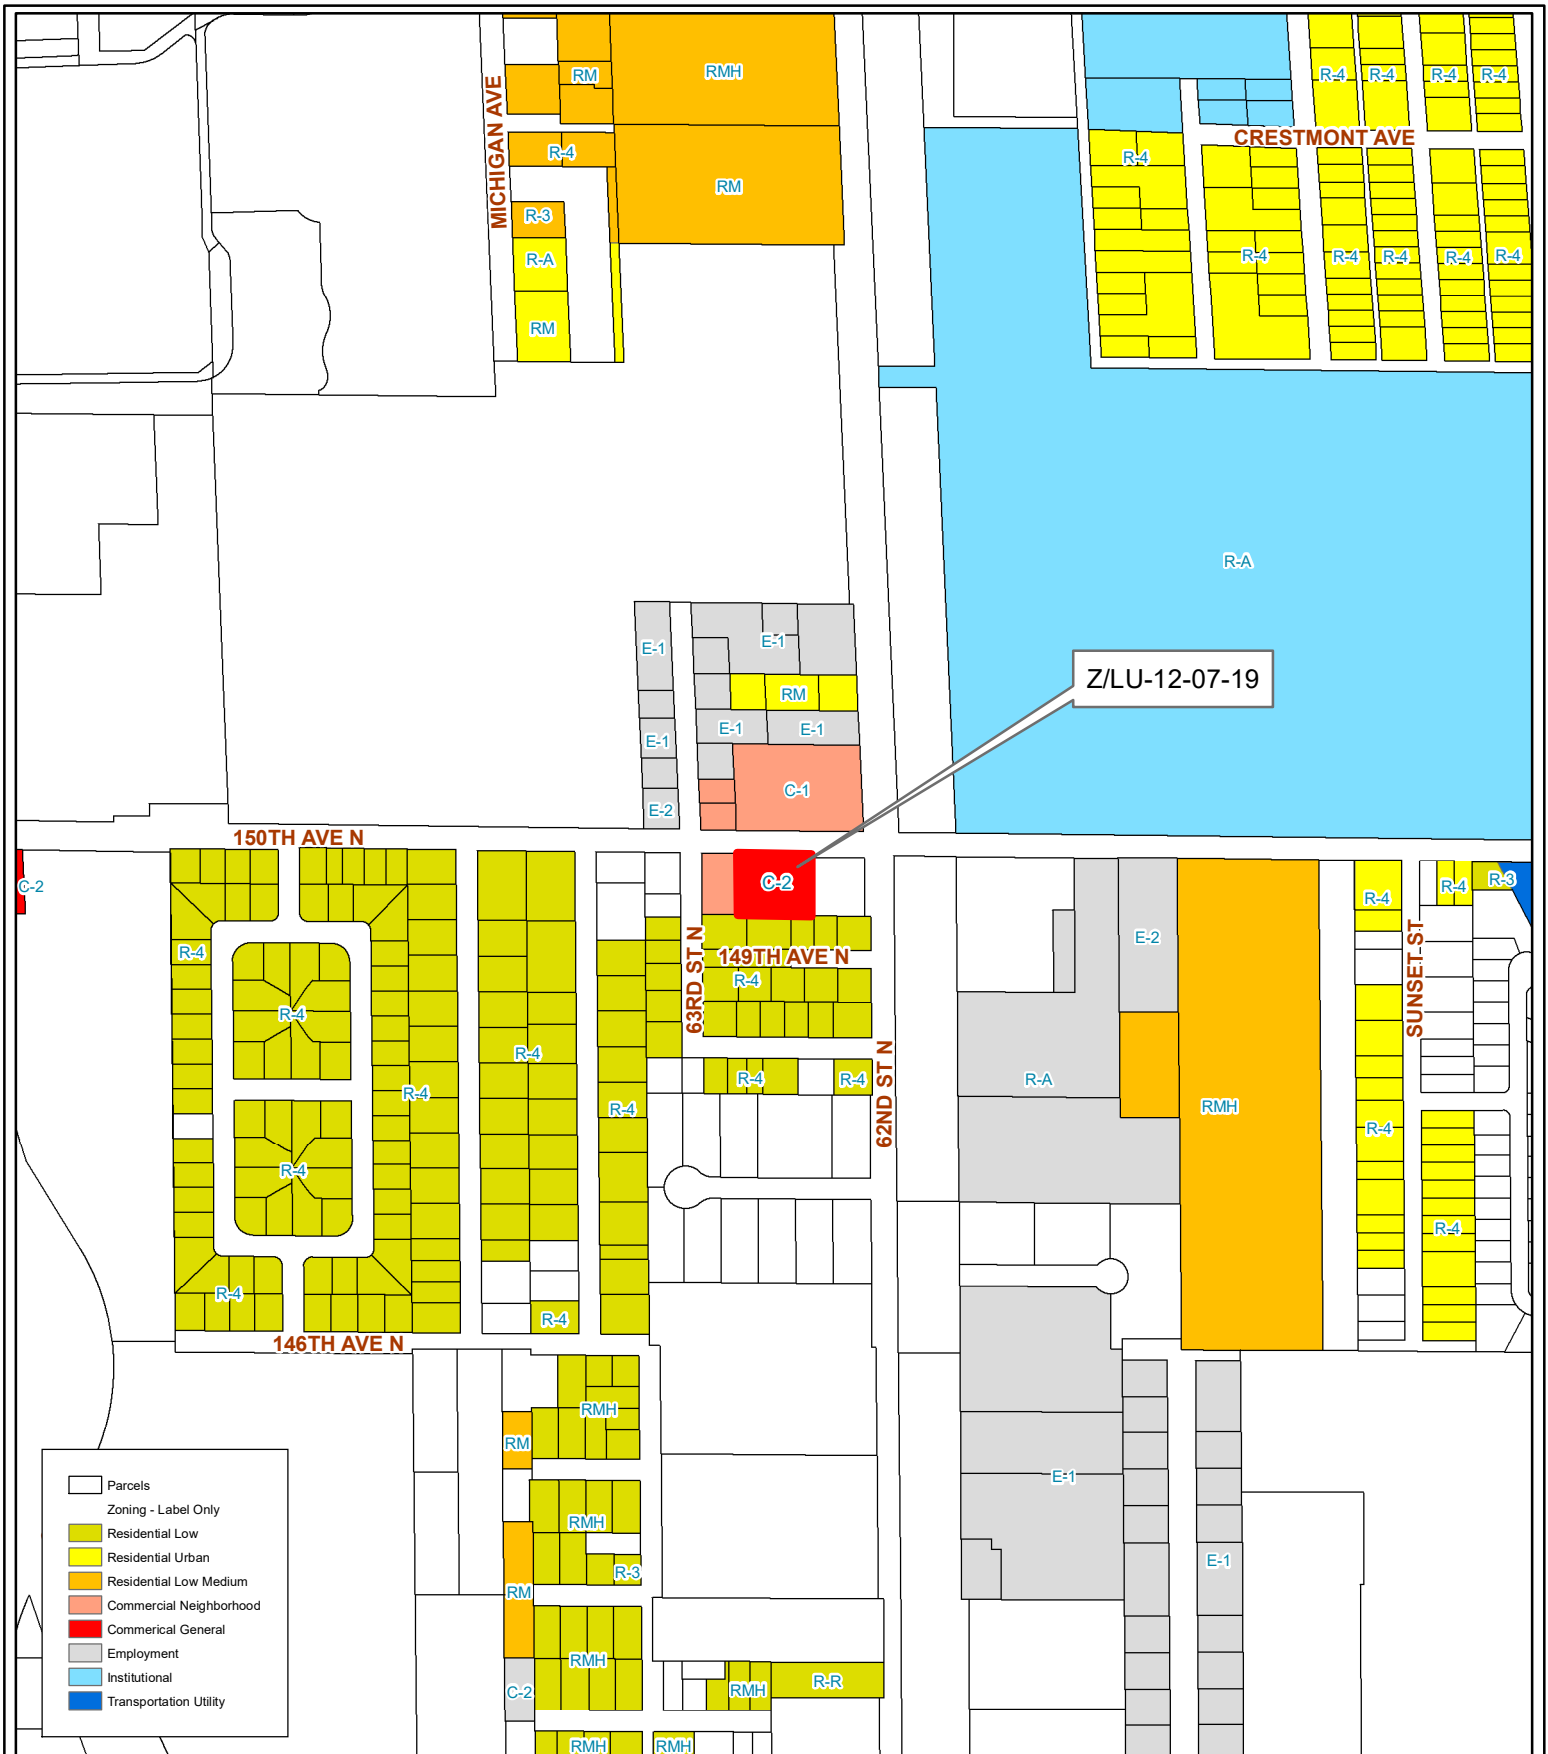 RM
RMH
R-4
R-4
R-4
R-4
MICHIGAN AVE
CRESTMONT AVE
R-4
R-4
RM
R-3
R-A
R-4
R-4
R-4
R-4
R-4
RM
R-A
E-1
E-1
Z/LU-12-07-19
RM
E-1
E-1
E-1
C-1
E-2
150TH AVE N
C-2
C-2
R-4
R-4
R-3
R-4
E-2
63RD ST N
149TH AVE N
SUNSET ST
R-4
R-4
R-4
R-4
R-4
R-4
62ND ST N
R-A
R-4
RMH
R-4
R-4
R-4
R-4
R-4
146TH AVE N
RMH
RM
E-1
Parcels
Zoning - Label Only
Residential Low
Residential Urban
Residential Low Medium
Commercial Neighborhood
Commerical General
Employment
Institutional
Transportation Utility
RMH
R-3
RM
E-1
RMH
C-2
RMH
R-R
RMH
RMH